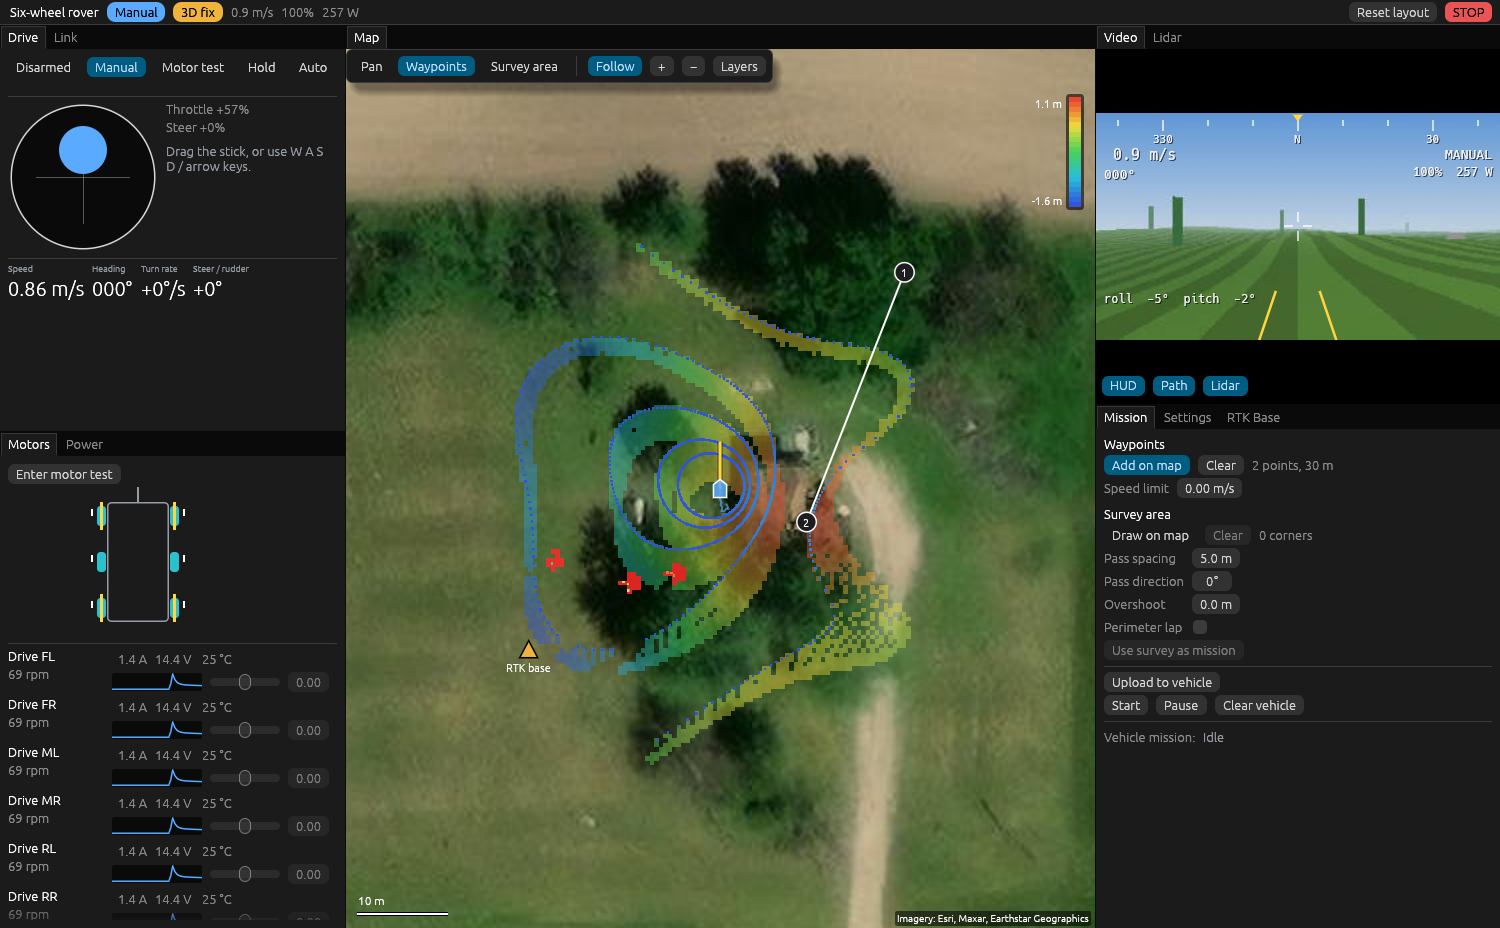 Six-wheel rover Manual 3D fix 0.9 m/s 100% 257 W Reset layout STOP
Drive Link
Disarmed Manual Motor test Hold Auto
Throttle +57%
Steer +0%
Drag the stick, or use W A S
D / arrow keys.
Speed Heading Turn rate Steer / rudder
0.86 m/s 000° +0°/s +0°
Motors Power
Enter motor test
Drive FL 1.4 A 14.4 V 25 °C
69 rpm 0.00
Drive FR 1.4 A 14.4 V 25 °C
69 rpm 0.00
Drive ML 1.4 A 14.4 V 25 °C
69 rpm 0.00
Drive MR 1.4 A 14.4 V 25 °C
69 rpm 0.00
Drive RL 1.4 A 14.4 V 25 °C
69 rpm 0.00
Drive RR 1.4 A 14.4 V 25 °C
69 rpm
Map
Pan Waypoints Survey area Follow + − Layers
1.1 m
-1.6 m
1
2
RTK base
10 m
Imagery: Esri, Maxar, Earthstar Geographics
Video Lidar
330 N 30
0.9 m/s MANUAL
000° 100% 257 W
roll -5° pitch -2°
HUD Path Lidar
Mission Settings RTK Base
Waypoints
Add on map Clear 2 points, 30 m
Speed limit 0.00 m/s
Survey area
Draw on map Clear 0 corners
Pass spacing 5.0 m
Pass direction 0°
Overshoot 0.0 m
Perimeter lap
Use survey as mission
Upload to vehicle
Start Pause Clear vehicle
Vehicle mission: Idle